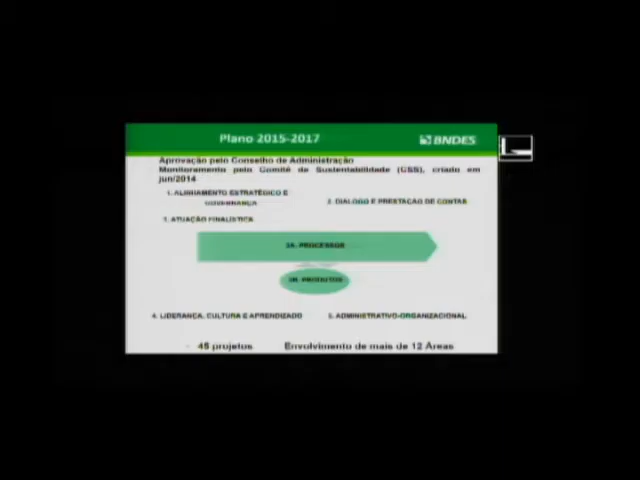 Plano 2015-2017
BNDES
Aprovação pelo Conselho de Administração
Monitoramento pelo Comitê de Sustentabilidade (CSS), criado em
jun/2014
1. ALINHAMENTO ESTRATÉGICO E
GOVERNANÇA
2. DIALOGO E PRESTAÇÃO DE CONTAS
3. ATUAÇÃO FINALÍSTICA
3A. PROCESSOS
3B. PRODUTOS
4. LIDERANÇA, CULTURA E APRENDIZADO
5. ADMINISTRATIVO-ORGANIZACIONAL
45 projetos
Envolvimento de mais de 12 Áreas